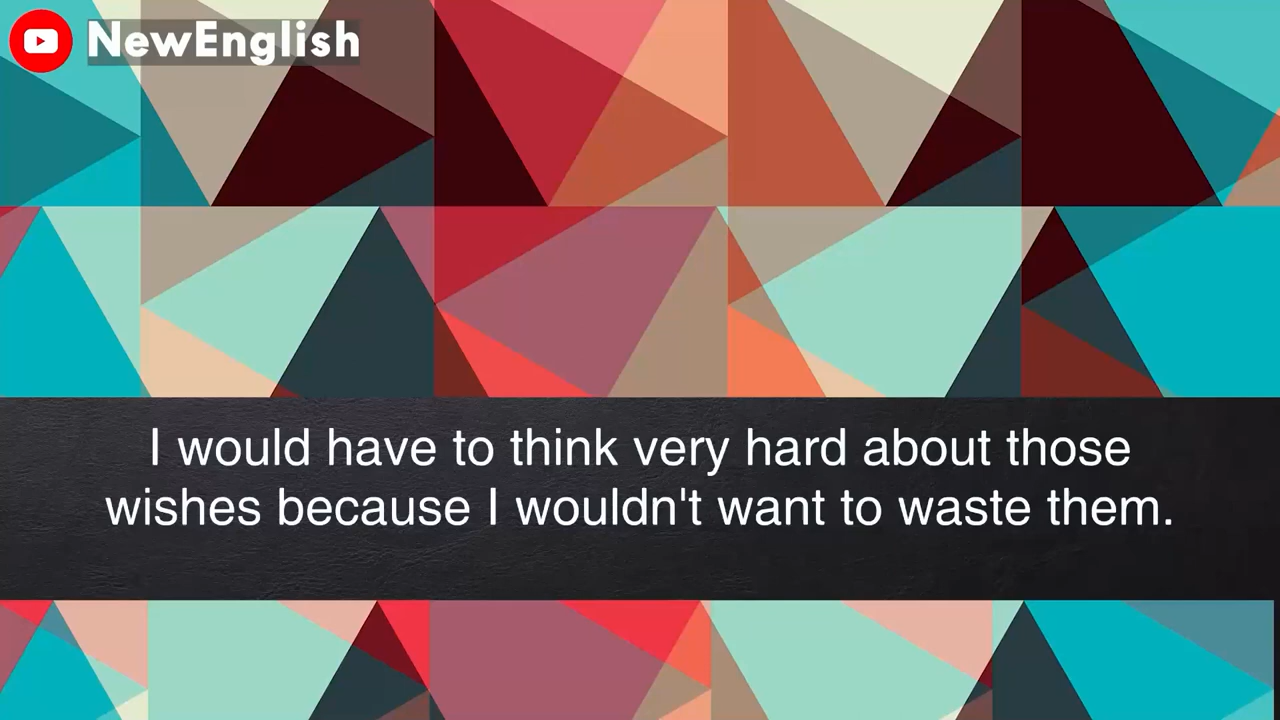 NewEnglish
I would have to think very hard about those
wishes because I wouldn't want to waste them.